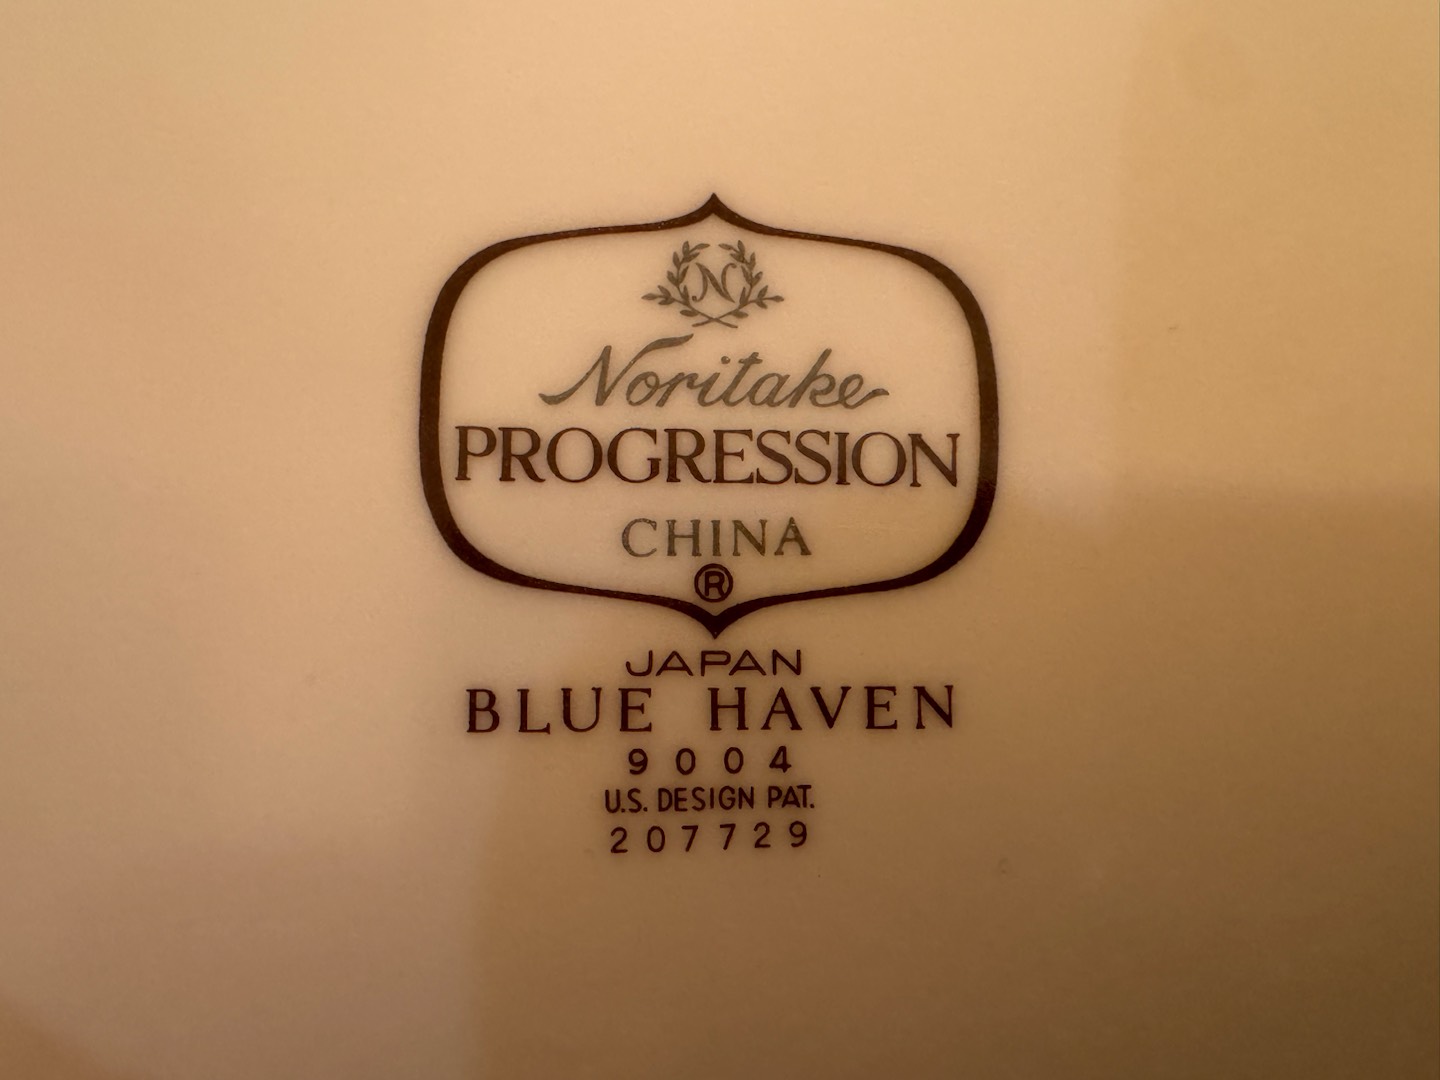 N
Noritake
PROGRESSION
CHINA
®
JAPAN
BLUE HAVEN
9004
U.S. DESIGN PAT.
207729